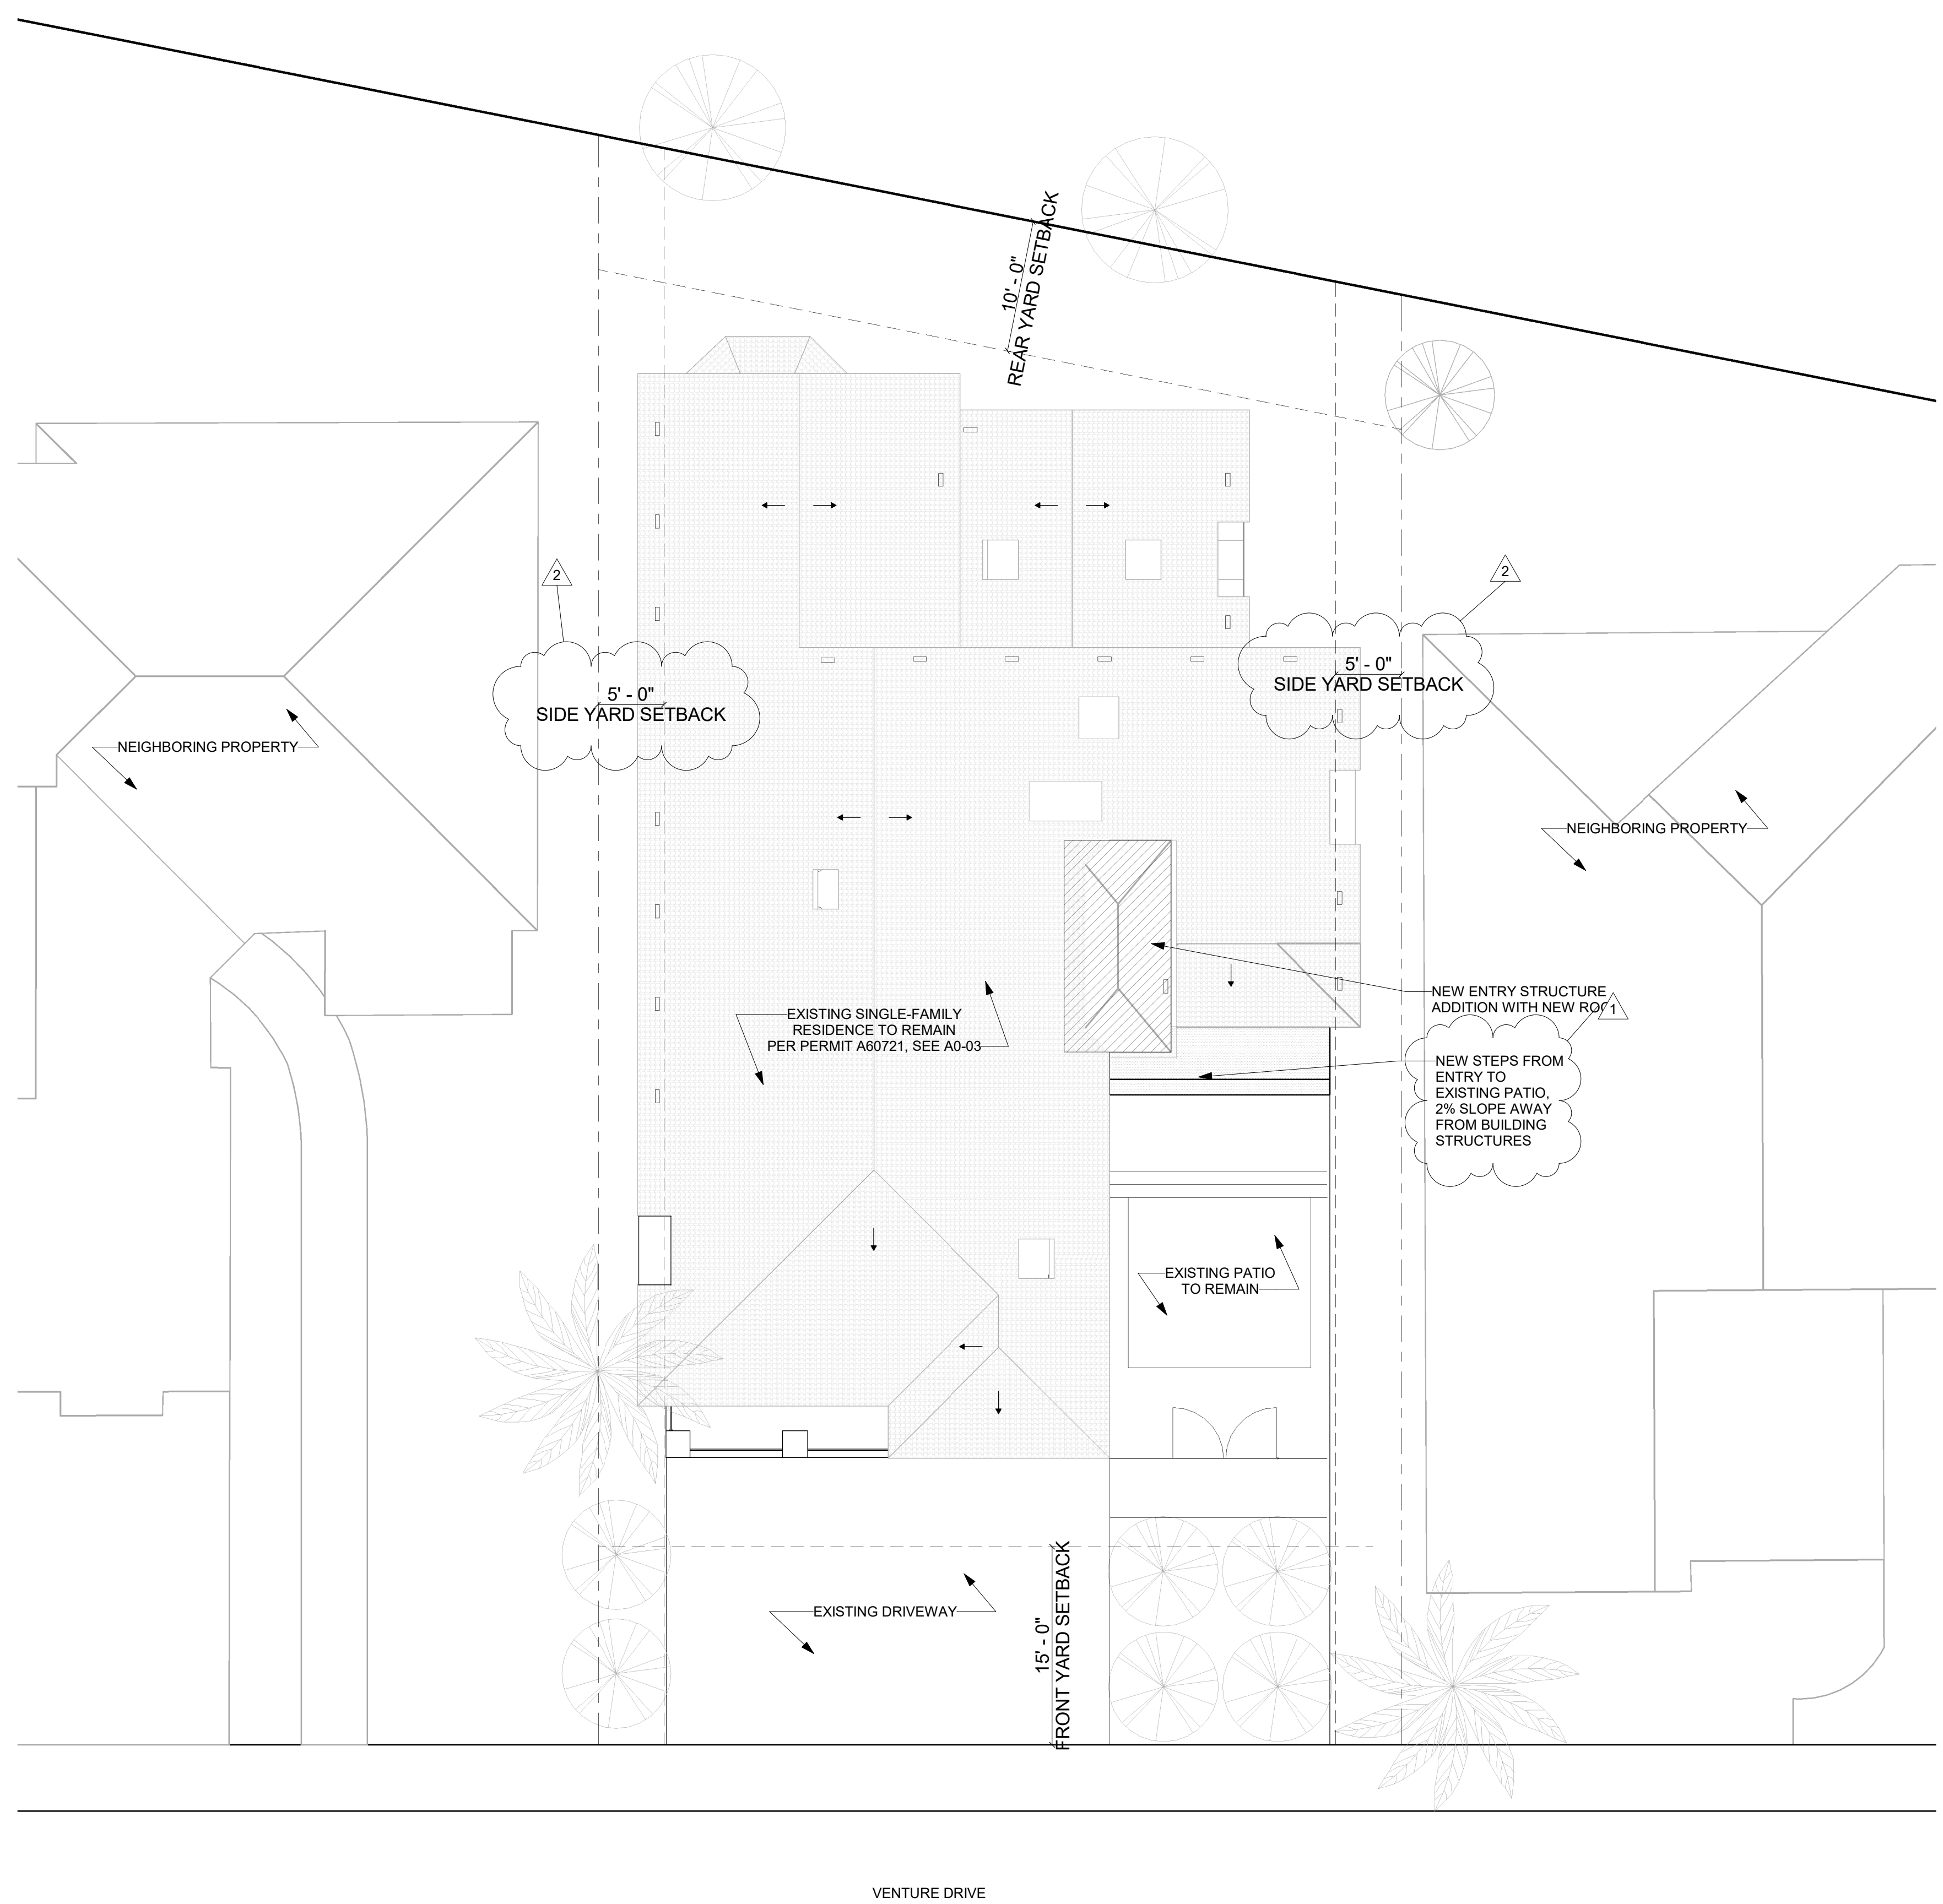 10' - 0"
REAR YARD SETBACK
2
5' - 0"
SIDE YARD SETBACK
2
5' - 0"
SIDE YARD SETBACK
NEIGHBORING PROPERTY
NEIGHBORING PROPERTY
EXISTING SINGLE-FAMILY
RESIDENCE TO REMAIN
PER PERMIT A60721, SEE A0-03
NEW ENTRY STRUCTURE
ADDITION WITH NEW ROOF
1
NEW STEPS FROM
ENTRY TO
EXISTING PATIO,
2% SLOPE AWAY
FROM BUILDING
STRUCTURES
EXISTING PATIO
TO REMAIN
EXISTING DRIVEWAY
15' - 0"
FRONT YARD SETBACK
VENTURE DRIVE